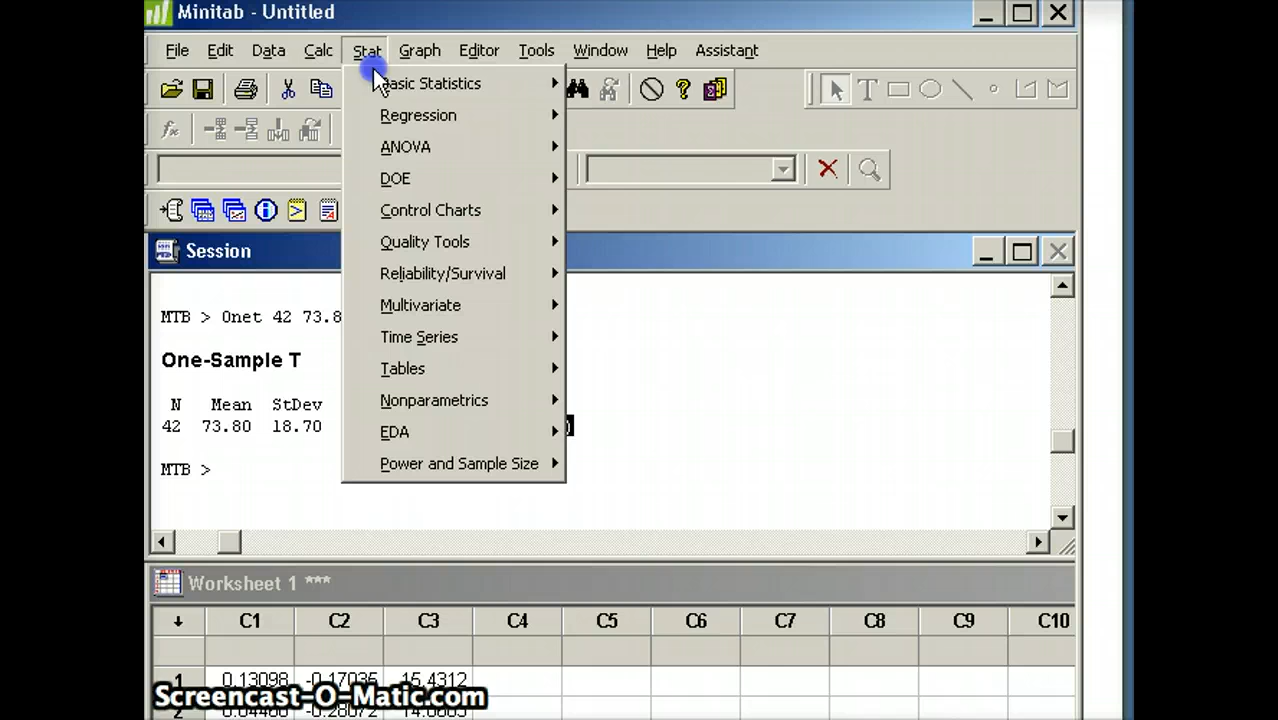 Minitab - Untitled
File Edit Data Calc Stat Graph Editor Tools Window Help Assistant
Basic Statistics
Regression
ANOVA
DOE
Control Charts
Quality Tools
Reliability/Survival
Multivariate
Time Series
Tables
Nonparametrics
EDA
Power and Sample Size
Session
MTB > Onet 42 73.8
One-Sample T
N Mean StDev
42 73.80 18.70
MTB >
Worksheet 1 ***
C1 C2 C3 C4 C5 C6 C7 C8 C9 C10
1 0.13098 -0.17035 15.4312
2
Screencast-O-Matic.com